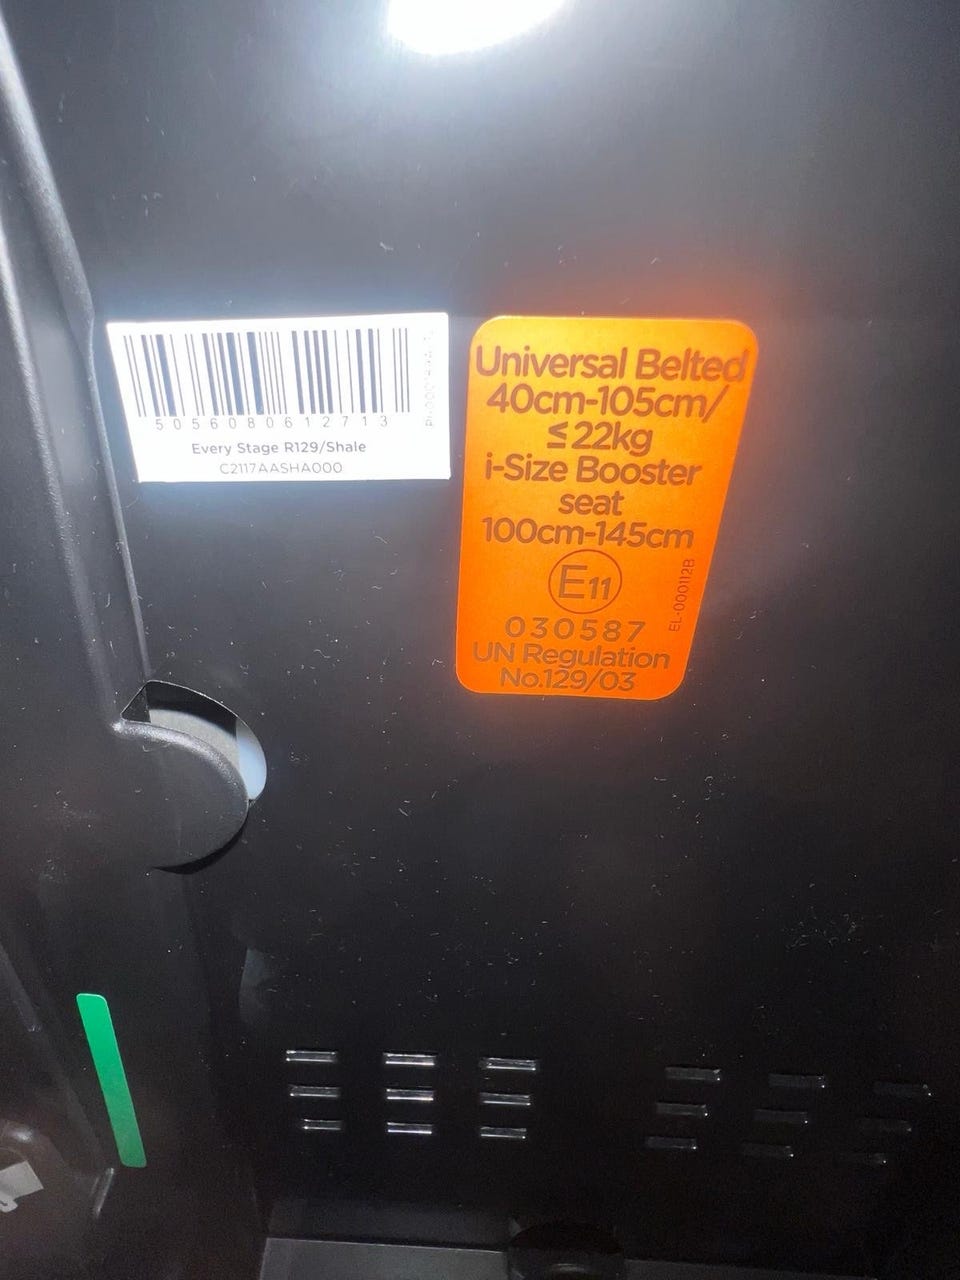 5056080612713
Every Stage R129/Shale
C2117AASHA000
Universal Belted
40cm-105cm/
≤22kg
i-Size Booster
seat
100cm-145cm
E11
030587
UN Regulation
No.129/03
EL-000112B